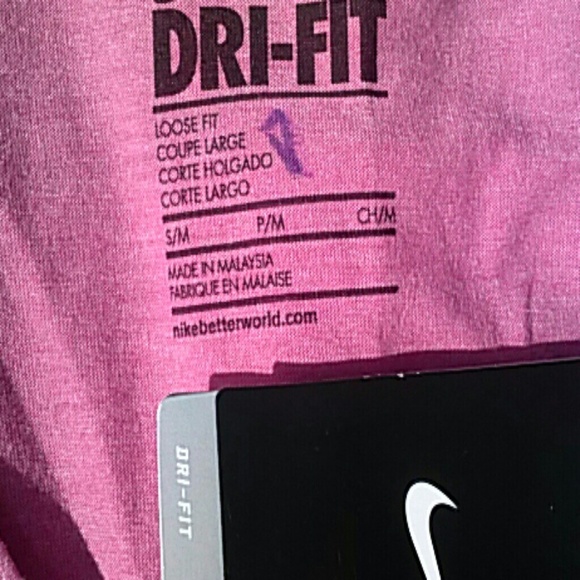 DRI-FIT
LOOSE FIT
COUPE LARGE
CORTE HOLGADO
CORTE LARGO
S/M P/M CH/M
MADE IN MALAYSIA
FABRIQUE EN MALAISE
nikebetterworld.com
DRI-FIT